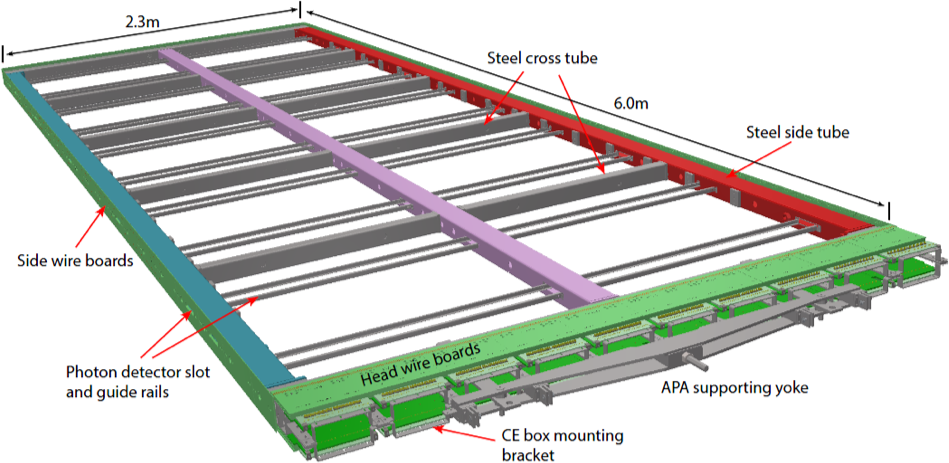 2.3m
Steel cross tube
6.0m
Steel side tube
Side wire boards
Photon detector slot
and guide rails
Head wire boards
APA supporting yoke
CE box mounting
bracket